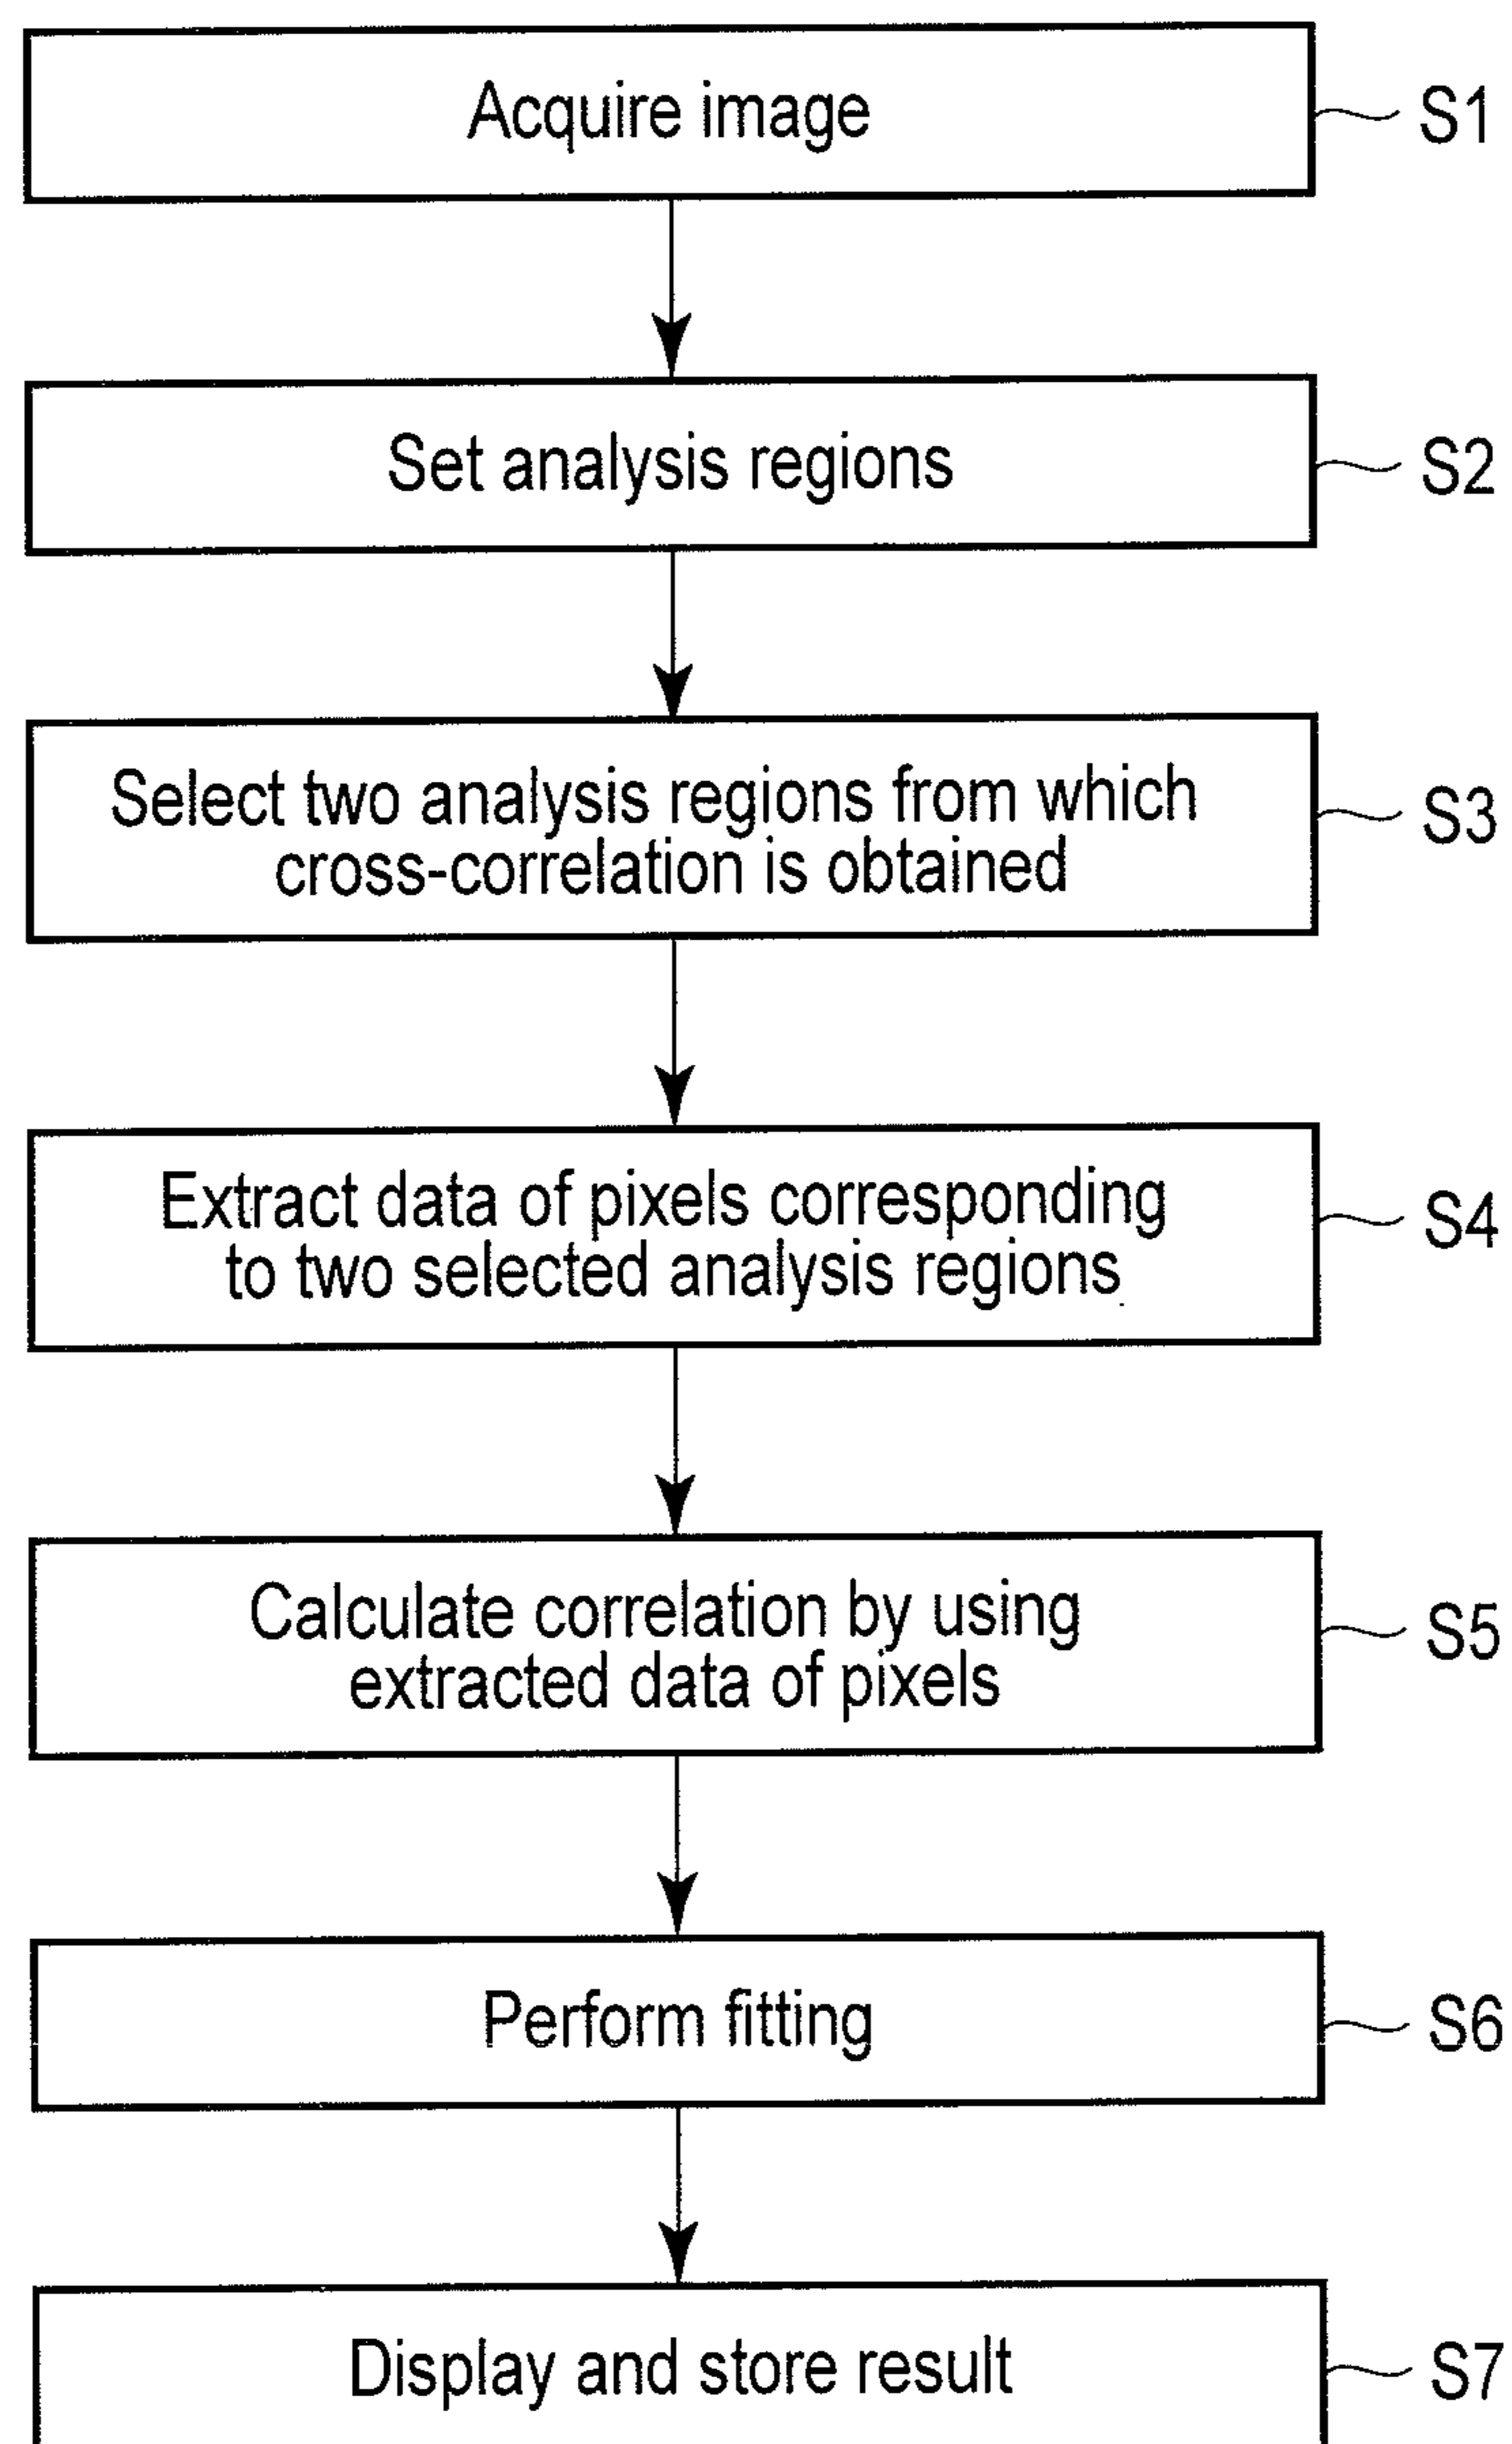 Acquire image
S1
Set analysis regions
S2
Select two analysis regions from which
cross-correlation is obtained
S3
Extract data of pixels corresponding
to two selected analysis regions
S4
Calculate correlation by using
extracted data of pixels
S5
Perform fitting
S6
Display and store result
S7